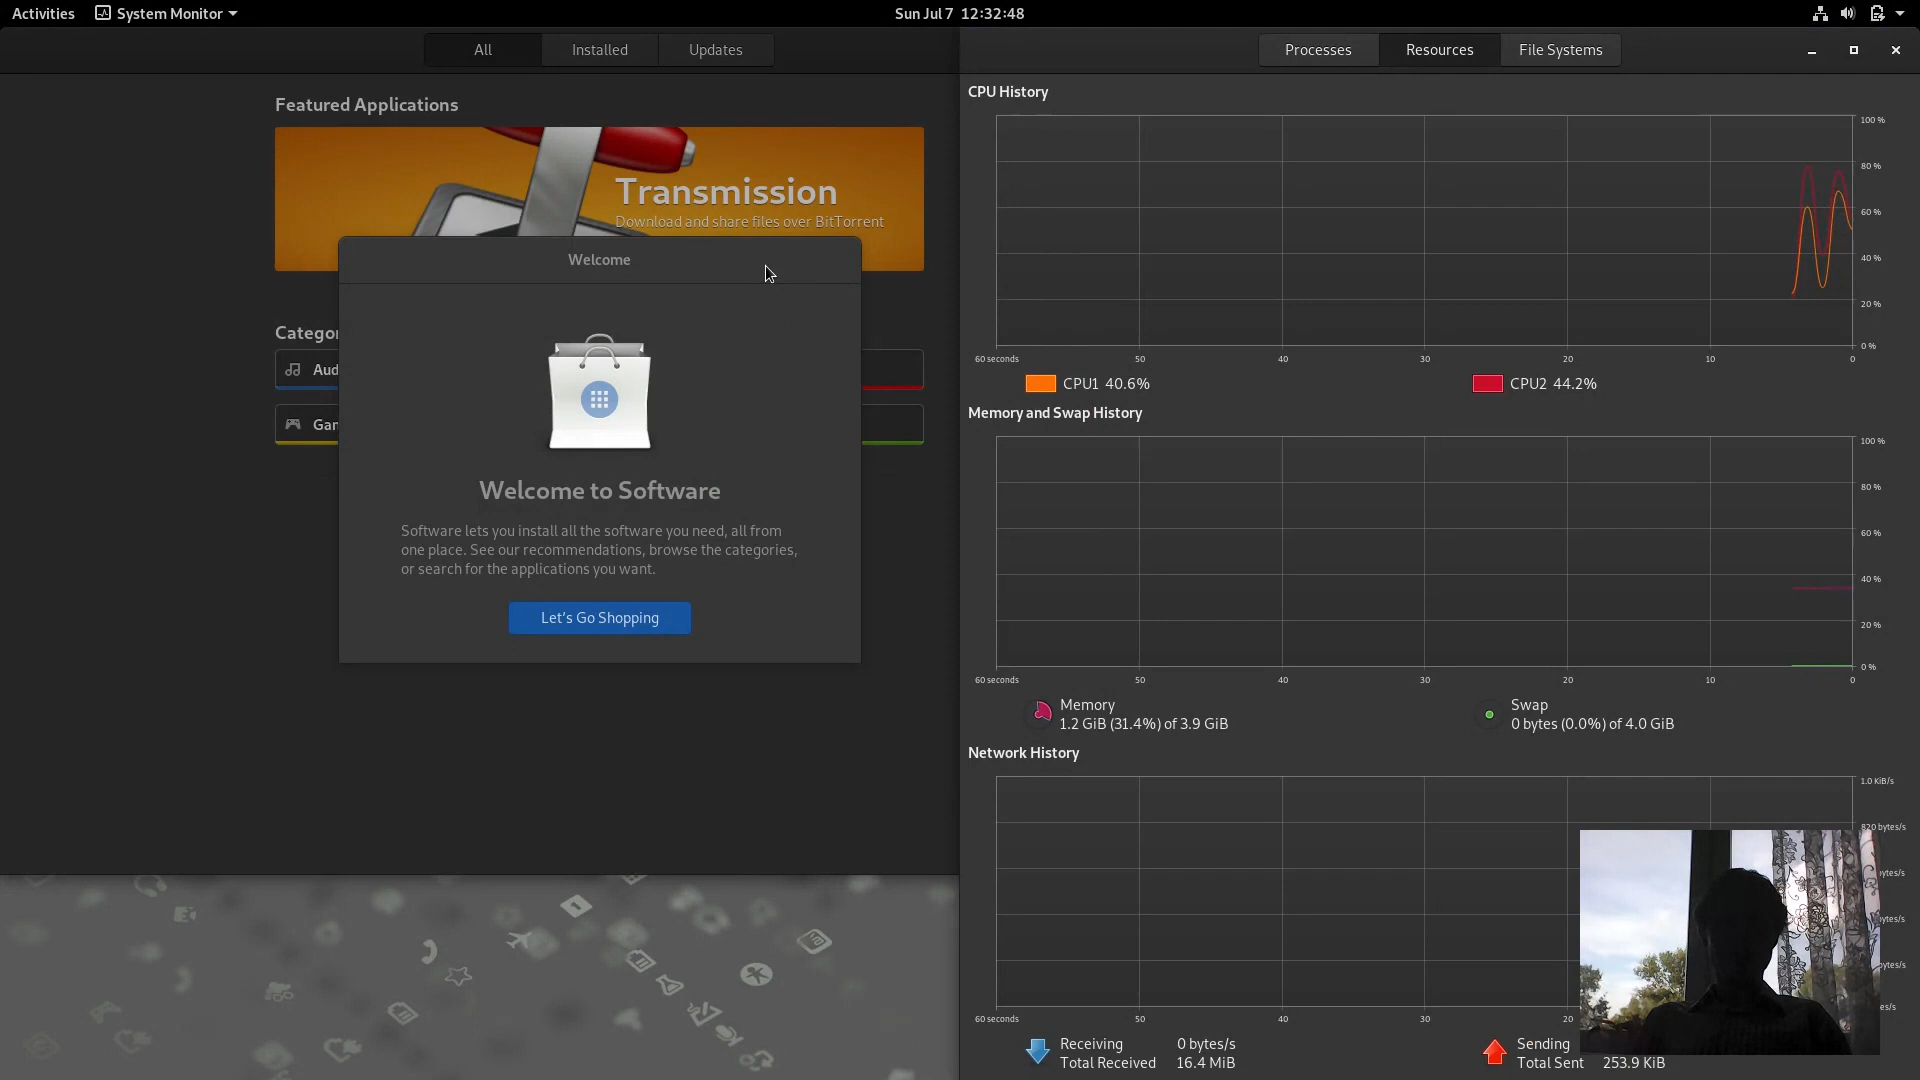 Activities
System Monitor
Sun Jul 7 12:32:48
All
Installed
Updates
Featured Applications
Transmission
Download and share files over BitTorrent
Welcome
Categor
Aud
Gam
Welcome to Software
Software lets you install all the software you need, all from
one place. See our recommendations, browse the categories,
or search for the applications you want.
Let's Go Shopping
Processes
Resources
File Systems
CPU History
100 %
80 %
60 %
40 %
20 %
0 %
60 seconds 50 40 30 20 10 0
CPU1 40.6%
CPU2 44.2%
Memory and Swap History
100 %
80 %
60 %
40 %
20 %
0 %
60 seconds 50 40 30 20 10 0
Memory
1.2 GiB (31.4%) of 3.9 GiB
Swap
0 bytes (0.0%) of 4.0 GiB
Network History
1.0 KiB/s
820 bytes/s
ytes/s
ytes/s
ytes/s
es/s
60 seconds 50 40 30 20
Receiving 0 bytes/s
Total Received 16.4 MiB
Sending
Total Sent 253.9 KiB